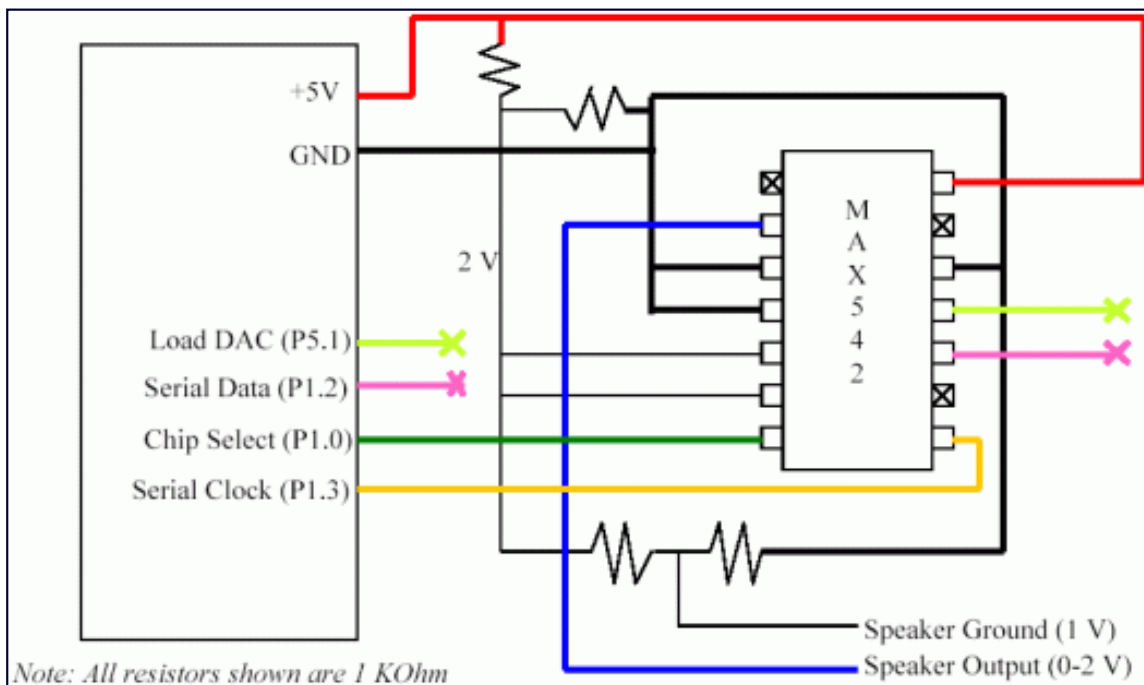 +5V
GND
2 V
Load DAC (P5.1)
Serial Data (P1.2)
Chip Select (P1.0)
Serial Clock (P1.3)
M
A
X
5
4
2
Speaker Ground (1 V)
Speaker Output (0-2 V)
Note: All resistors shown are 1 KOhm